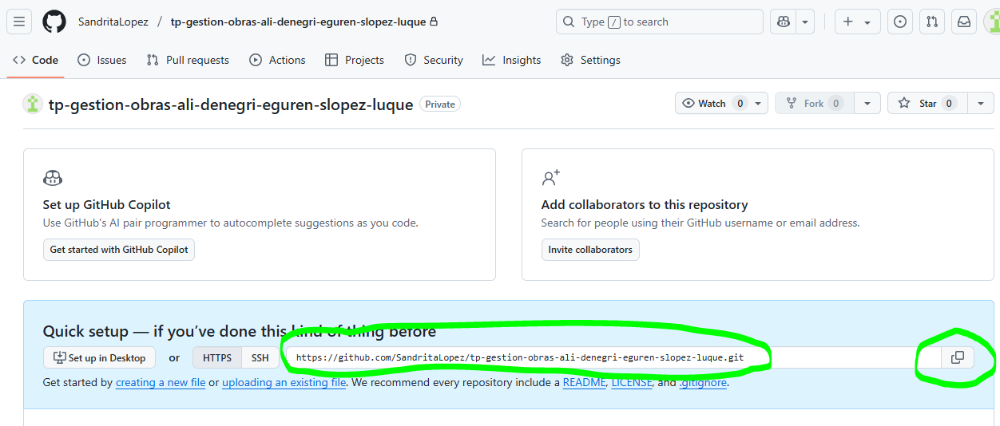 SandritaLopez / tp-gestion-obras-ali-denegri-eguren-slopez-luque
Type / to search
Code Issues Pull requests Actions Projects Security Insights Settings
tp-gestion-obras-ali-denegri-eguren-slopez-luque Private
Watch 0 Fork 0 Star 0
Set up GitHub Copilot
Use GitHub's AI pair programmer to autocomplete suggestions as you code.
Get started with GitHub Copilot
Add collaborators to this repository
Search for people using their GitHub username or email address.
Invite collaborators
Quick setup — if you’ve done this kind of thing before
Set up in Desktop or HTTPS SSH https://github.com/SandritaLopez/tp-gestion-obras-ali-denegri-eguren-slopez-luque.git
Get started by creating a new file or uploading an existing file. We recommend every repository include a README, LICENSE, and .gitignore.